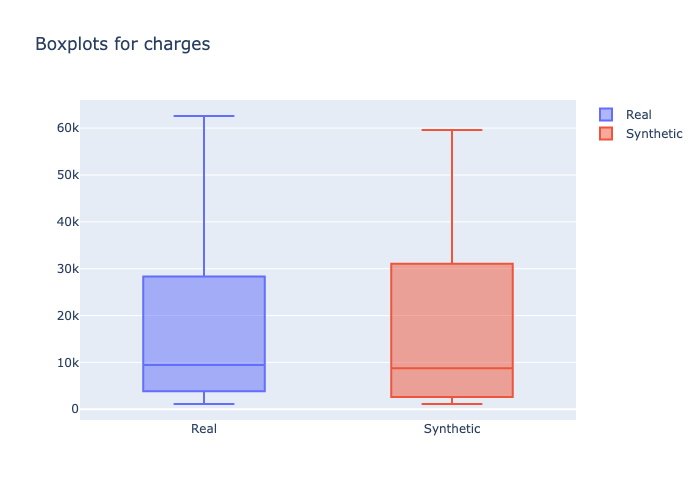 Boxplots for charges
Real
Synthetic
60k
50k
40k
30k
20k
10k
0
Real
Synthetic